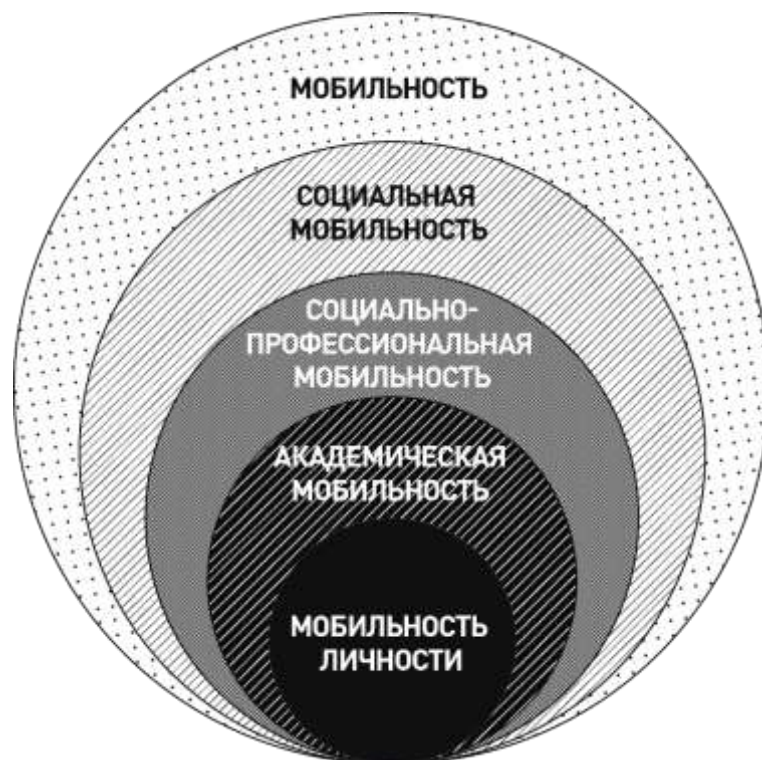 МОБИЛЬНОСТЬ
СОЦИАЛЬНАЯ
МОБИЛЬНОСТЬ
СОЦИАЛЬНО-
ПРОФЕССИОНАЛЬНАЯ
МОБИЛЬНОСТЬ
АКАДЕМИЧЕСКАЯ
МОБИЛЬНОСТЬ
МОБИЛЬНОСТЬ
ЛИЧНОСТИ